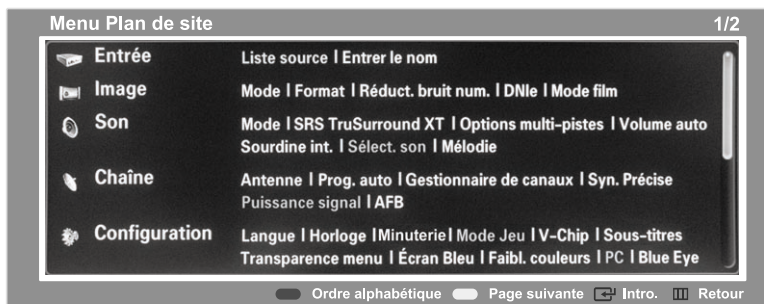 Menu Plan de site 1/2
Entrée Liste source | Entrer le nom
Image Mode | Format | Réduct. bruit num. | DNIe | Mode film
Son Mode | SRS TruSurround XT | Options multi-pistes | Volume auto
Sourdine int. | Sélect. son | Mélodie
Chaîne Antenne | Prog. auto | Gestionnaire de canaux | Syn. Précise
Puissance signal | AFB
Configuration Langue | Horloge | Minuterie | Mode Jeu | V-Chip | Sous-titres
Transparence menu | Écran Bleu | Faibl. couleurs | PC | Blue Eye
Ordre alphabétique Page suivante Intro. Retour